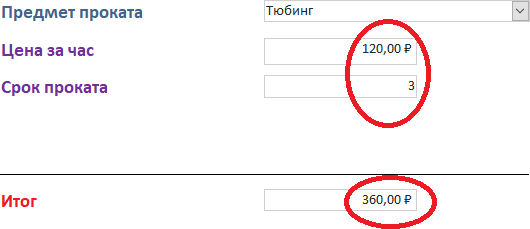 Предмет проката Тюбинг
Цена за час 120,00 ₽
Срок проката 3
Итог 360,00 ₽